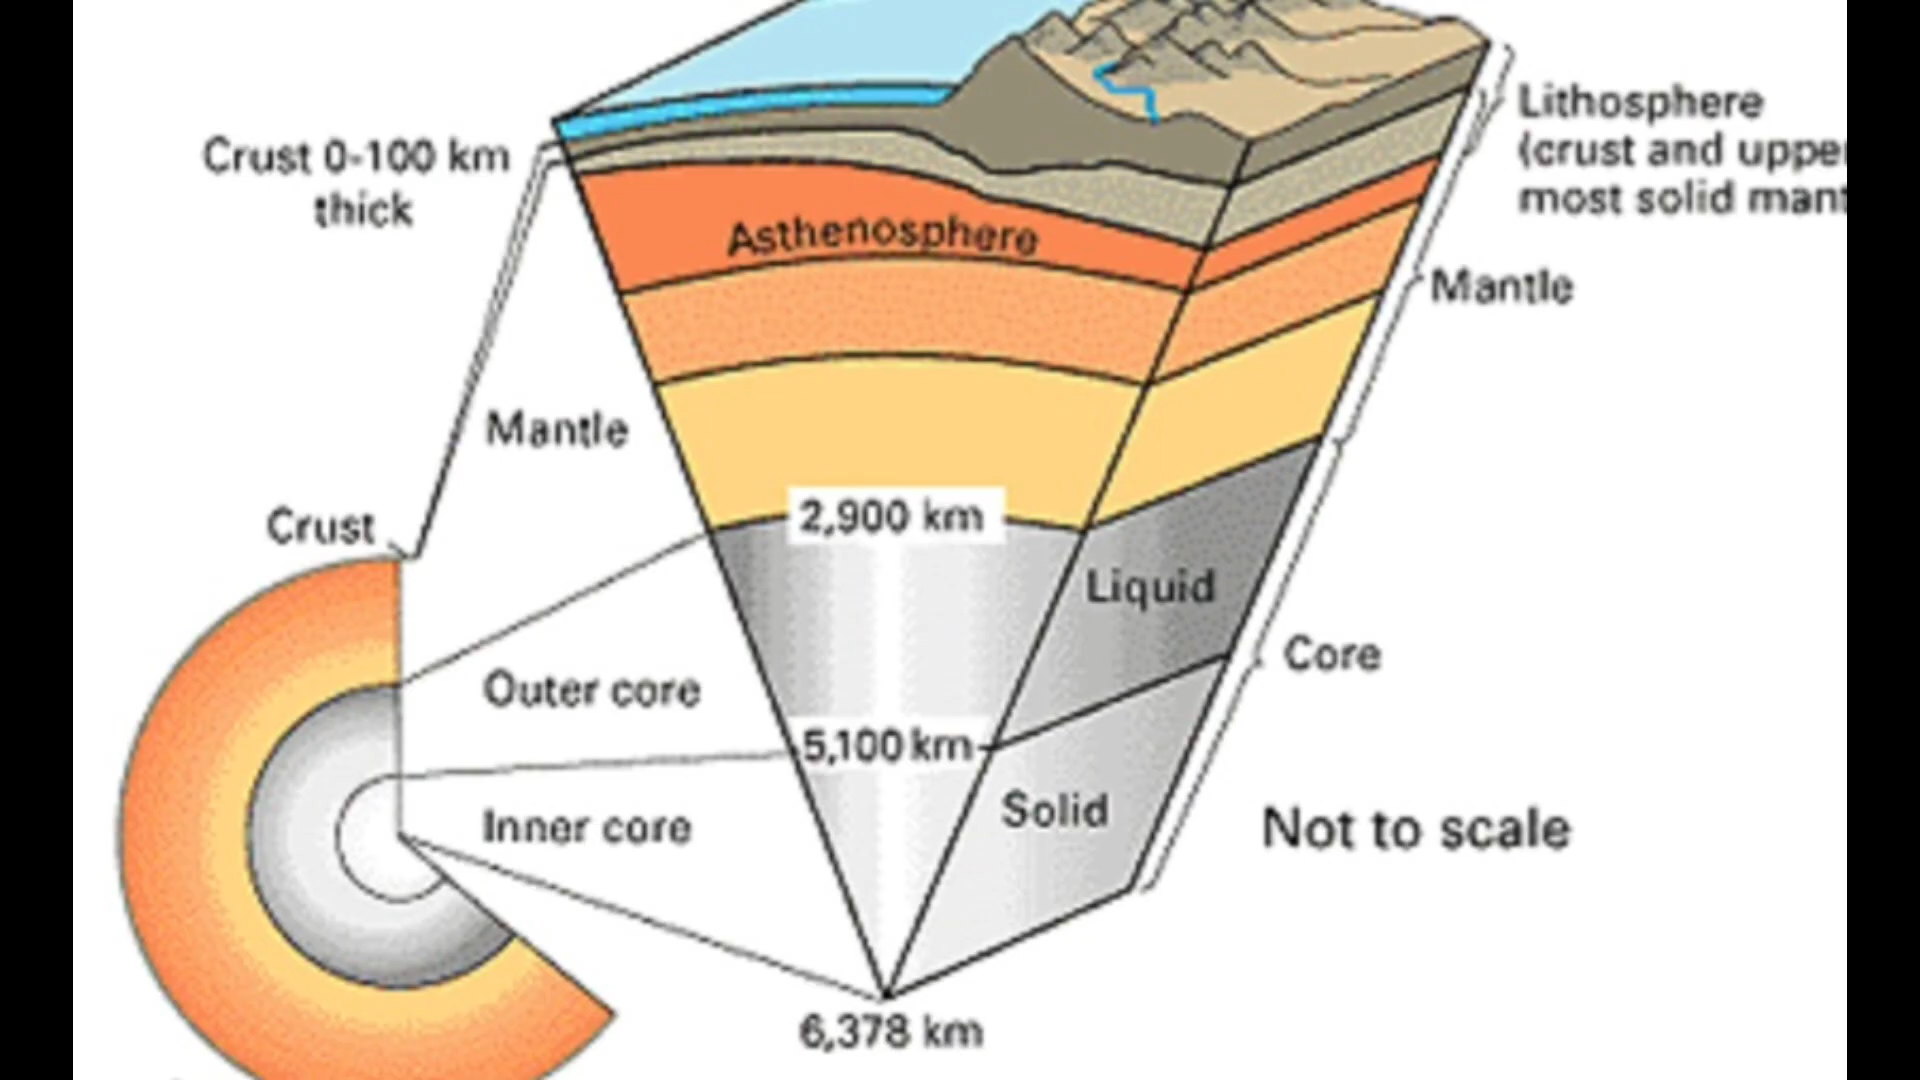 Crust 0-100 km
thick
Lithosphere
(crust and upper
most solid mant
Asthenosphere
Mantle
Mantle
2,900 km
Crust
Liquid
Core
Outer core
5,100 km
Solid
Inner core
Not to scale
6,378 km